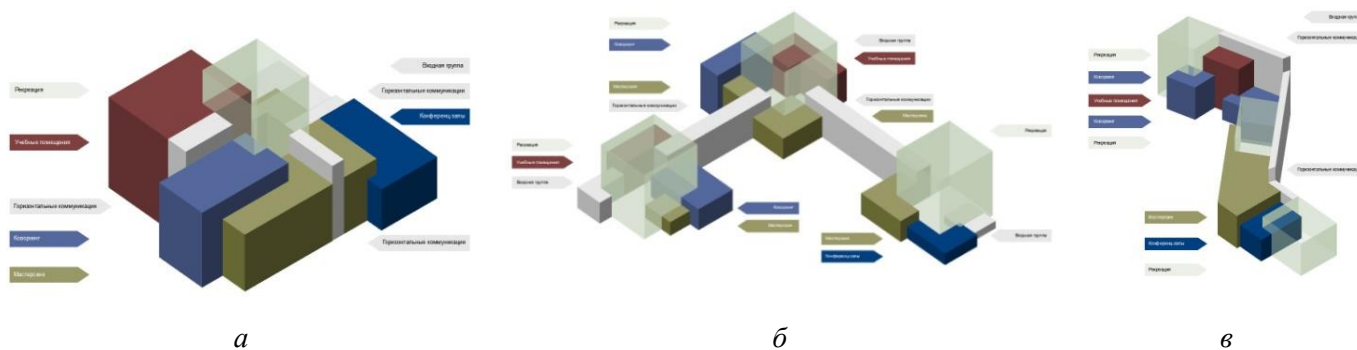 Рекреация
Учебные помещения
Горизонтальные коммуникации
Коворкинг
Мастерские
Входная группа
Горизонтальные коммуникации
Конференц залы
Горизонтальные коммуникации
а
Рекреация
Коворкинг
Мастерские
Горизонтальные коммуникации
Входная группа
Учебные помещения
Горизонтальные коммуникации
Мастерские
Рекреация
Рекреация
Учебные помещения
Входная группа
Коворкинг
Мастерские
Мастерские
Конференц залы
Входная группа
б
Входная группа
Горизонтальные коммуникации
Рекреация
Коворкинг
Учебные помещения
Коворкинг
Рекреация
Горизонтальные коммуникации
Мастерские
Конференц залы
Рекреация
в